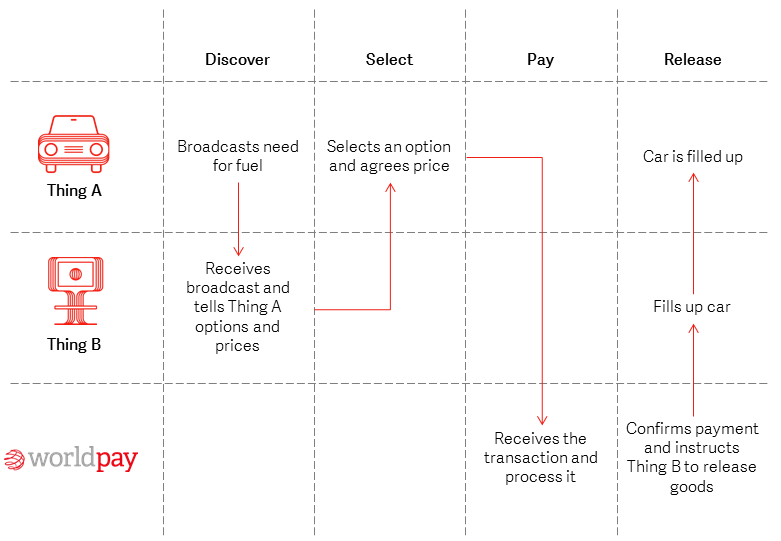 Discover
Select
Pay
Release
Broadcasts need
for fuel
Selects an option
and agrees price
Car is filled up
Thing A
Receives
broadcast and
tells Thing A
options and
prices
Fills up car
Thing B
worldpay
Receives the
transaction and
process it
Confirms payment
and instructs
Thing B to release
goods